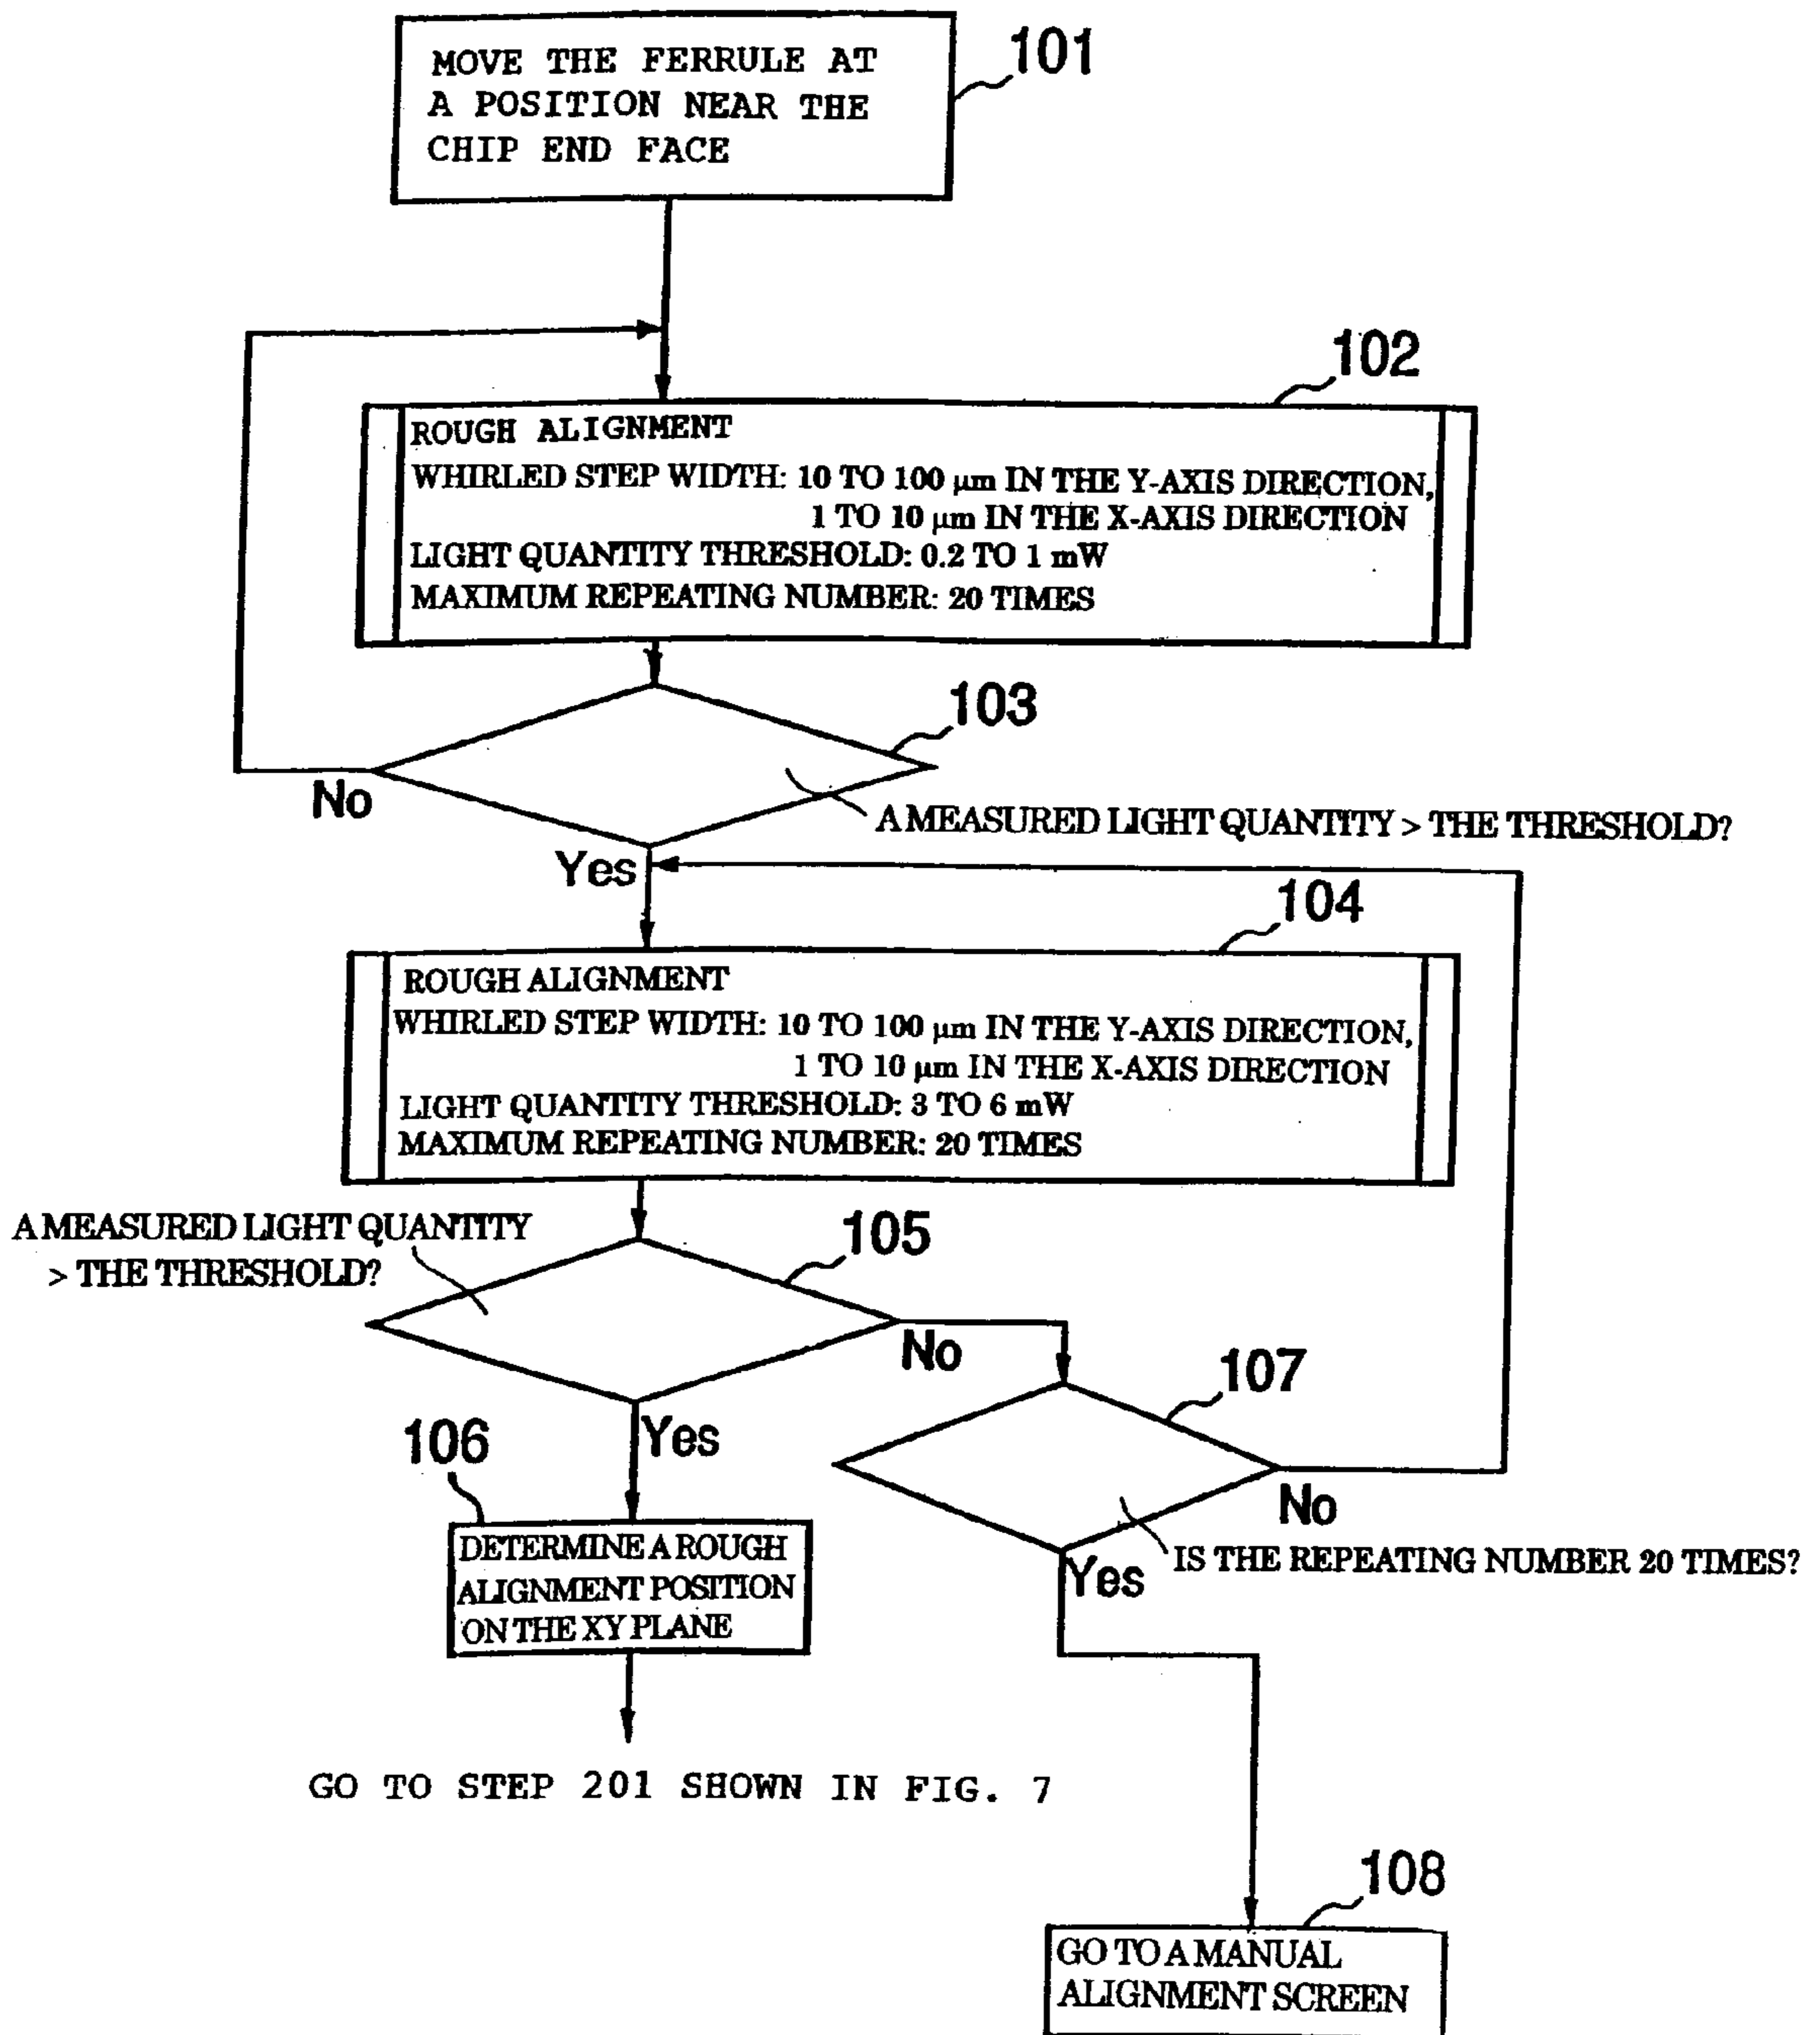 MOVE THE FERRULE AT
A POSITION NEAR THE
CHIP END FACE
101
102
ROUGH ALIGNMENT
WHIRLED STEP WIDTH: 10 TO 100 µm IN THE Y-AXIS DIRECTION,
1 TO 10 µm IN THE X-AXIS DIRECTION
LIGHT QUANTITY THRESHOLD: 0.2 TO 1 mW
MAXIMUM REPEATING NUMBER: 20 TIMES
103
No
A MEASURED LIGHT QUANTITY > THE THRESHOLD?
Yes
104
ROUGH ALIGNMENT
WHIRLED STEP WIDTH: 10 TO 100 µm IN THE Y-AXIS DIRECTION,
1 TO 10 µm IN THE X-AXIS DIRECTION
LIGHT QUANTITY THRESHOLD: 3 TO 6 mW
MAXIMUM REPEATING NUMBER: 20 TIMES
A MEASURED LIGHT QUANTITY
> THE THRESHOLD?
105
No
107
106
Yes
No
DETERMINE A ROUGH
ALIGNMENT POSITION
ON THE XY PLANE
IS THE REPEATING NUMBER 20 TIMES?
Yes
GO TO STEP 201 SHOWN IN FIG. 7
108
GO TO A MANUAL
ALIGNMENT SCREEN